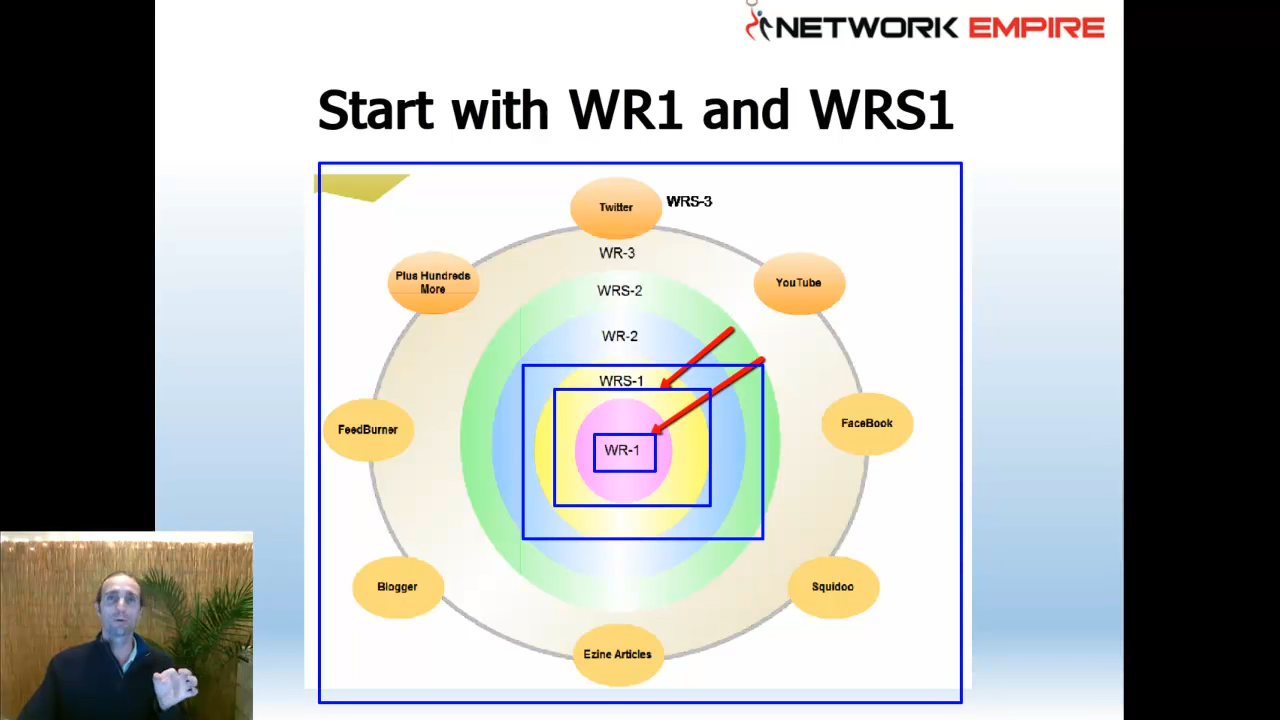 NETWORK EMPIRE
Start with WR1 and WRS1
Twitter
WRS-3
WR-3
Plus Hundreds
More
YouTube
WRS-2
WR-2
WRS-1
FeedBurner
FaceBook
WR-1
Blogger
Squidoo
Ezine Articles